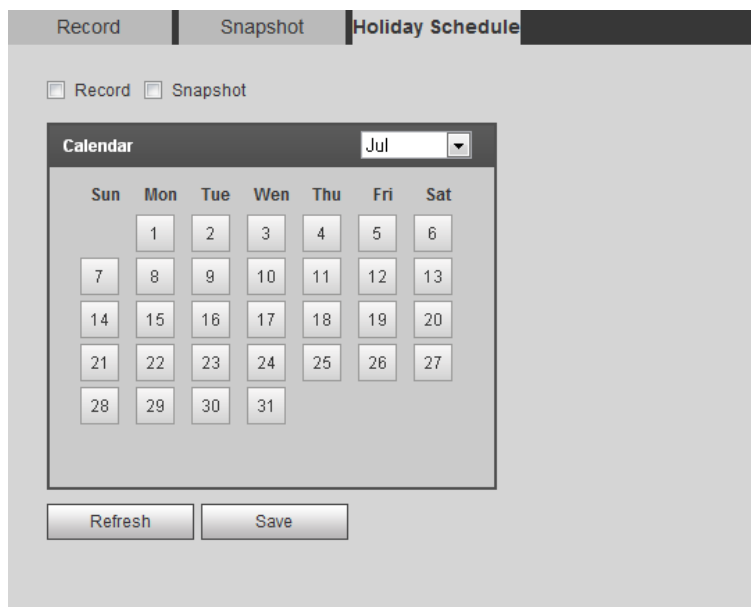 Record Snapshot Holiday Schedule
Record Snapshot
Calendar Jul
Sun Mon Tue Wen Thu Fri Sat
1 2 3 4 5 6
7 8 9 10 11 12 13
14 15 16 17 18 19 20
21 22 23 24 25 26 27
28 29 30 31
Refresh Save